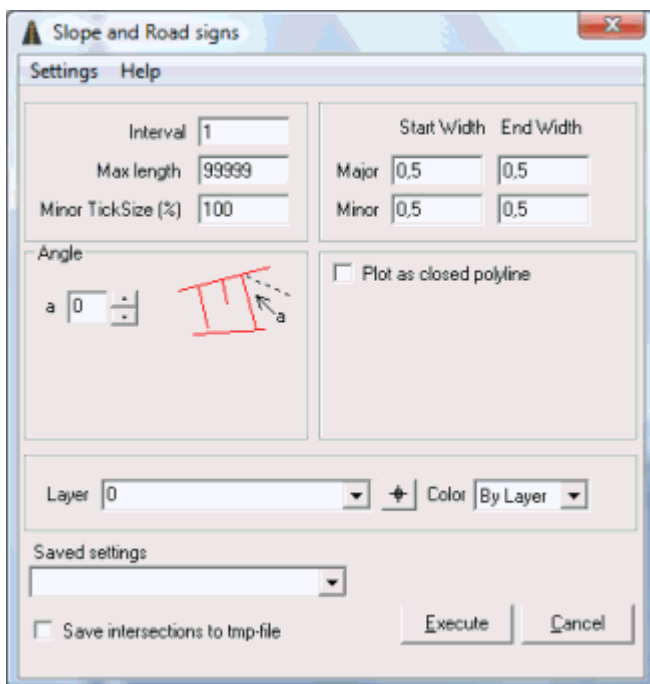 Slope and Road signs
Settings Help
Interval 1
Max length 99999
Minor TickSize (%) 100
Start Width End Width
Major 0,5 0,5
Minor 0,5 0,5
Angle
a 0
a
Plot as closed polyline
Layer 0 Color By Layer
Saved settings
Save intersections to tmp-file
Execute Cancel